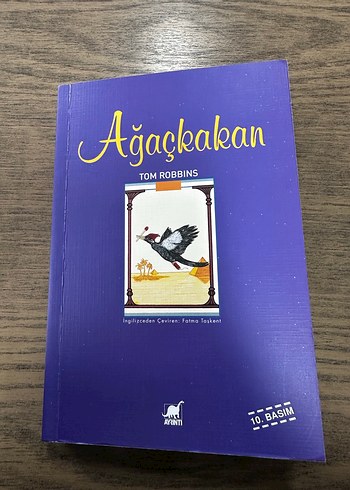 Ağaçkakan
TOM ROBBINS
İngilizceden Çeviren: Fatma Taşkent
10. BASIM
AYRINTI